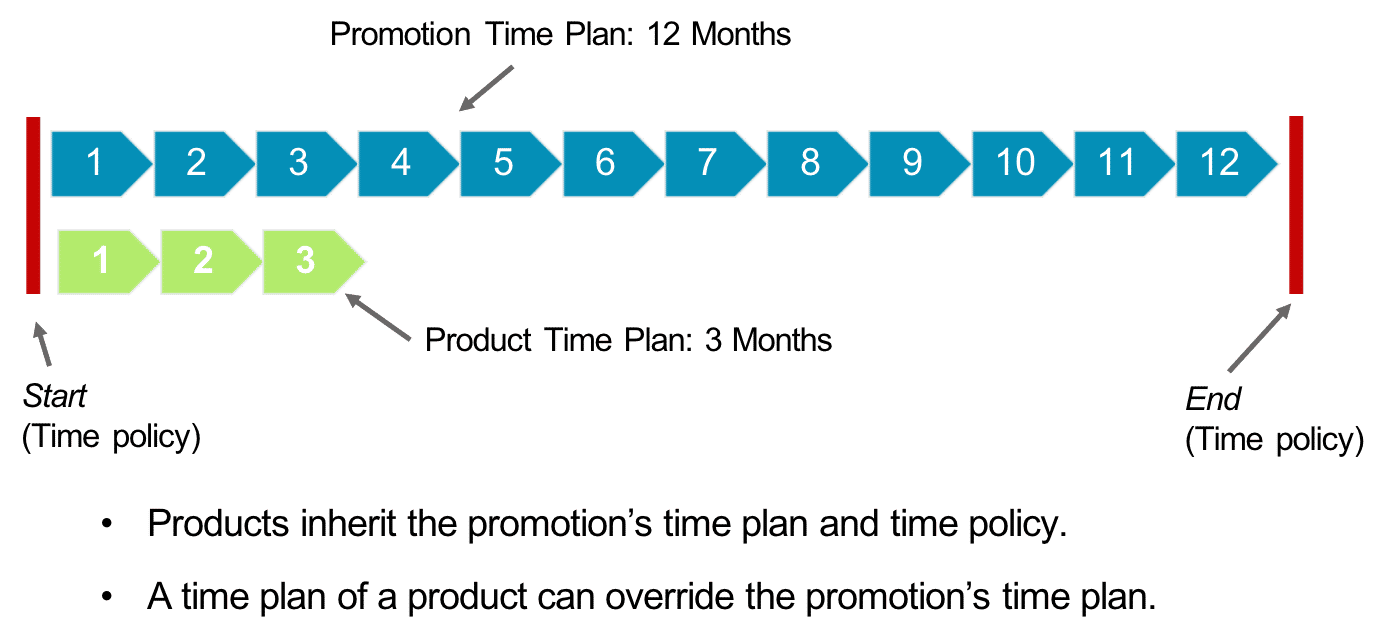 Promotion Time Plan: 12 Months
1 2 3 4 5 6 7 8 9 10 11 12
1 2 3
Product Time Plan: 3 Months
Start
(Time policy)
End
(Time policy)
• Products inherit the promotion’s time plan and time policy.
• A time plan of a product can override the promotion’s time plan.